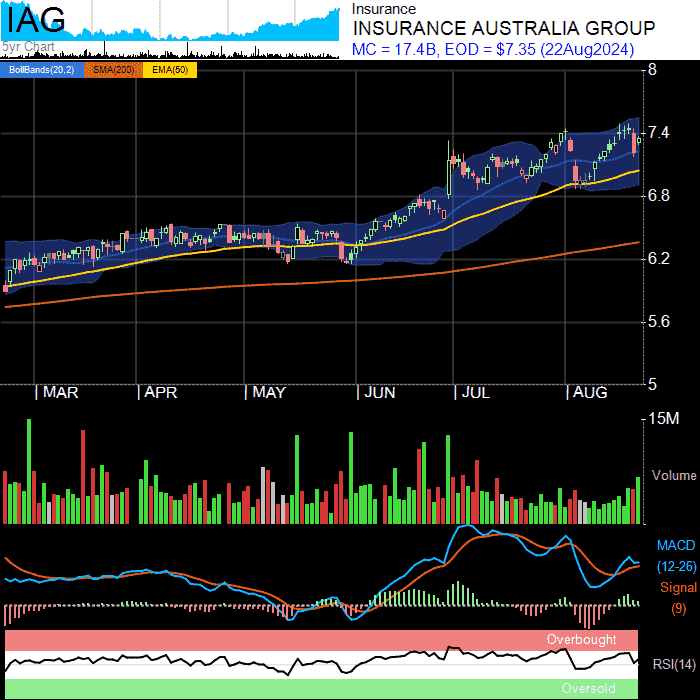 IAG
5yr Chart
Insurance
INSURANCE AUSTRALIA GROUP
MC = 17.4B, EOD = $7.35 (22Aug2024)
BollBands(20,2) SMA(200) EMA(50)
8
7.4
6.8
6.2
5.6
5
MAR APR MAY JUN JUL AUG
15M
Volume
MACD
(12-26)
Signal
(9)
Overbought
RSI(14)
Oversold